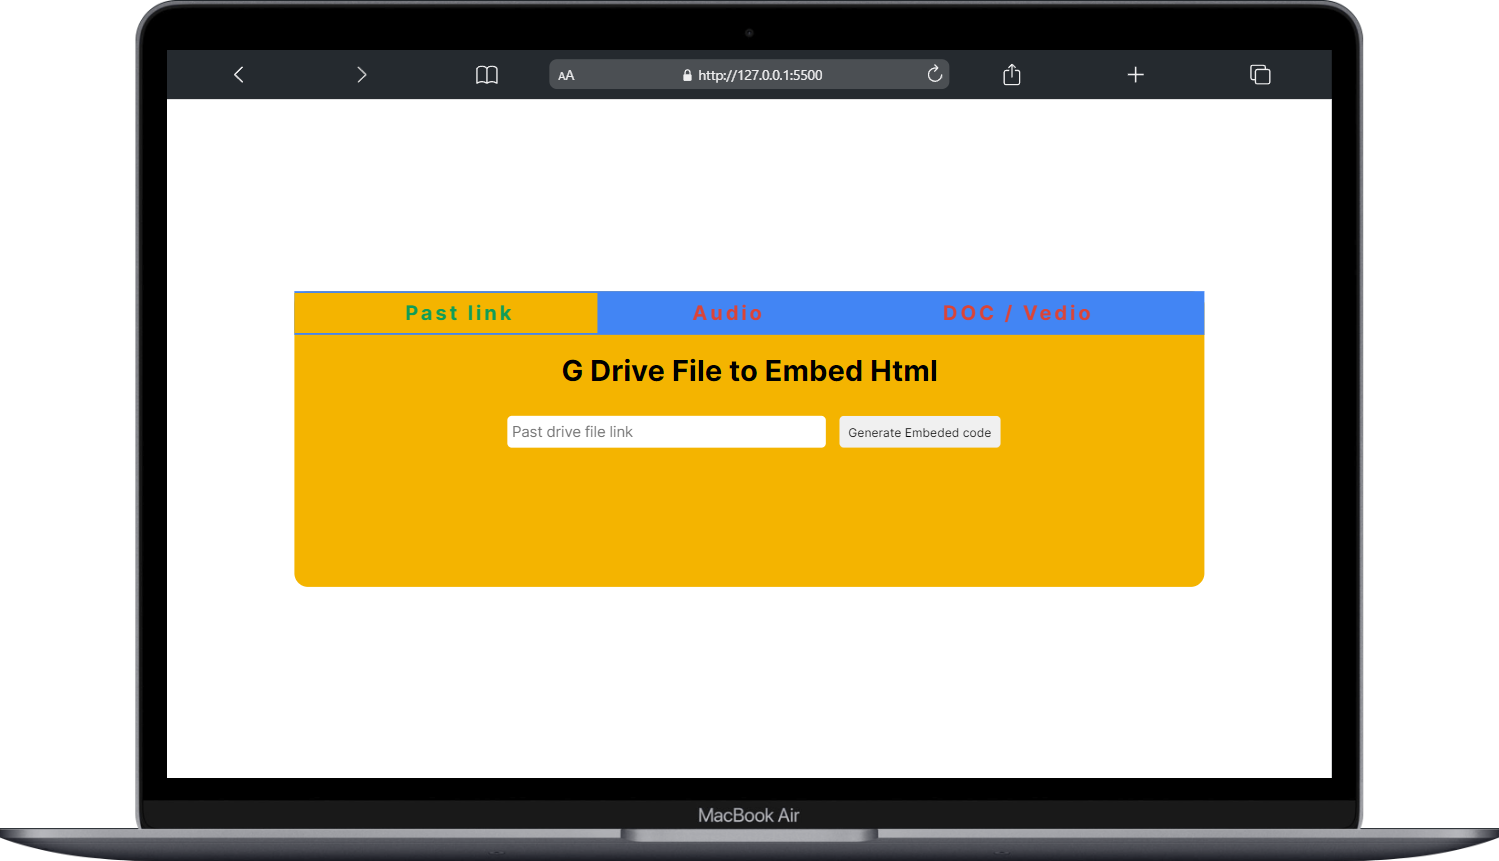 AA http://127.0.0.1:5500
Past link Audio DOC / Vedio
G Drive File to Embed Html
Past drive file link Generate Embeded code
MacBook Air